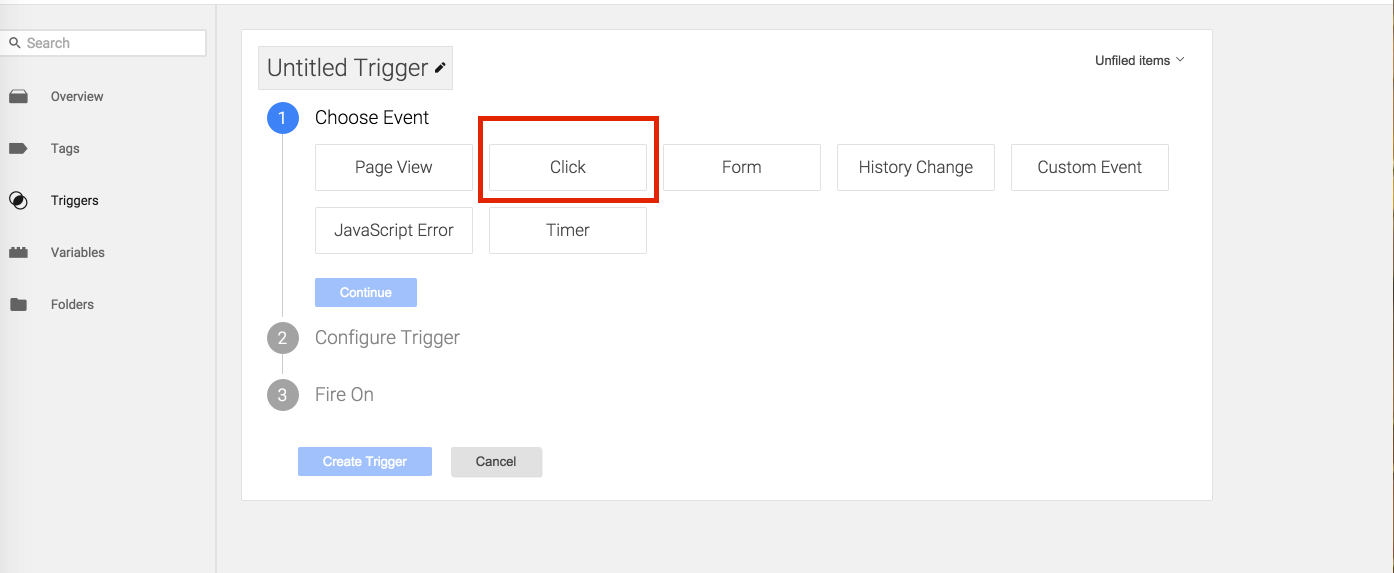 Search
Overview
Tags
Triggers
Variables
Folders
Untitled Trigger
Unfiled items
1 Choose Event
Page View Click Form History Change Custom Event
JavaScript Error Timer
Continue
2 Configure Trigger
3 Fire On
Create Trigger Cancel